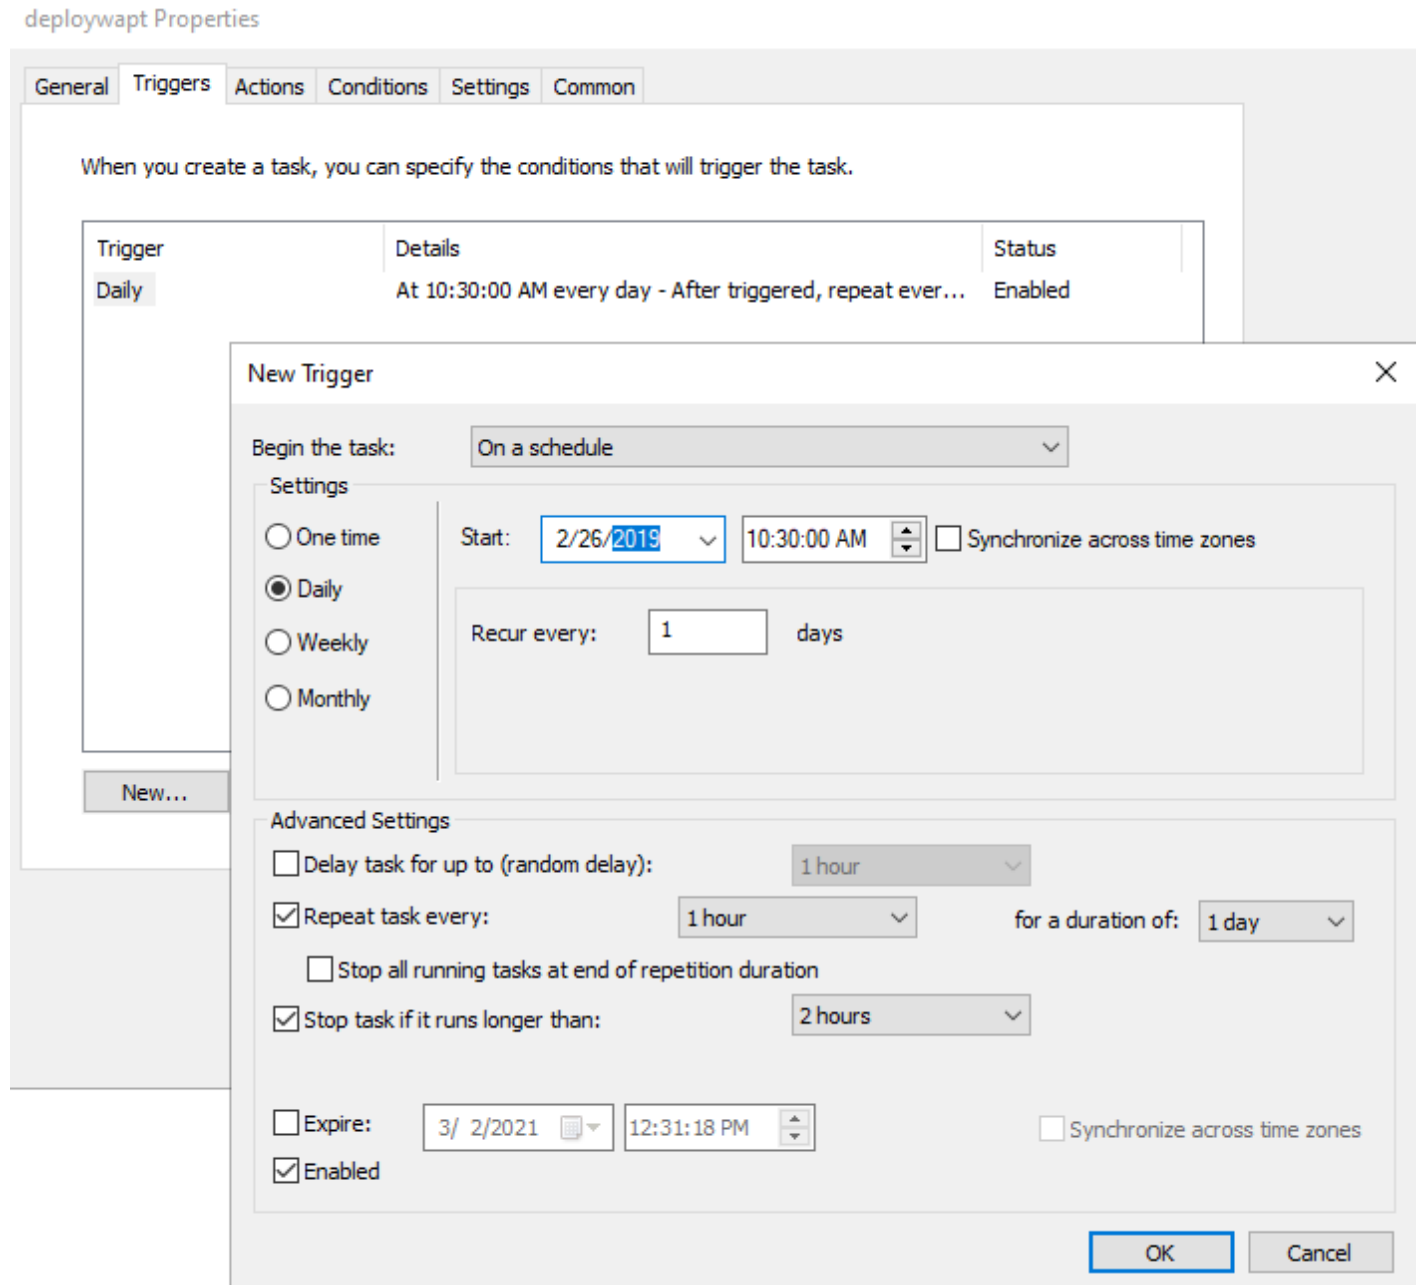 deploywapt Properties
General Triggers Actions Conditions Settings Common
When you create a task, you can specify the conditions that will trigger the task.
Trigger Details Status
Daily At 10:30:00 AM every day - After triggered, repeat ever... Enabled
New Trigger
Begin the task: On a schedule
Settings
One time Start: 2/26/2019 10:30:00 AM Synchronize across time zones
Daily
Recur every: 1 days
Weekly
Monthly
New...
Advanced Settings
Delay task for up to (random delay): 1 hour
Repeat task every: 1 hour for a duration of: 1 day
Stop all running tasks at end of repetition duration
Stop task if it runs longer than: 2 hours
Expire: 3/ 2/2021 12:31:18 PM Synchronize across time zones
Enabled
OK Cancel